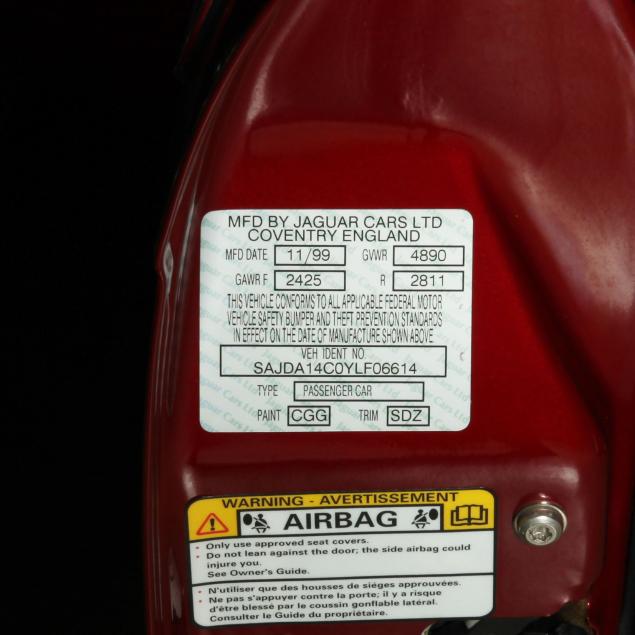 MFD BY JAGUAR CARS LTD
COVENTRY ENGLAND
MFD DATE 11/99 GVWR 4890
GAWR F 2425 R 2811
THIS VEHICLE CONFORMS TO ALL APPLICABLE FEDERAL MOTOR
VEHICLE SAFETY BUMPER AND THEFT PREVENTION STANDARDS
IN EFFECT ON THE DATE OF MANUFACTURE SHOWN ABOVE
VEH IDENT NO.
SAJDA14C0YLF06614
TYPE PASSENGER CAR
PAINT CGG TRIM SDZ
WARNING - AVERTISSEMENT
AIRBAG
• Only use approved seat covers.
• Do not lean against the door; the side airbag could
injure you.
See Owner's Guide.
• N'utiliser que des housses de siéges approuvées.
• Ne pas s'appuyer contre la porte; il y a risque
d'être blessé par le coussin gonflable latéral.
Consulter le Guide du propriétaire.